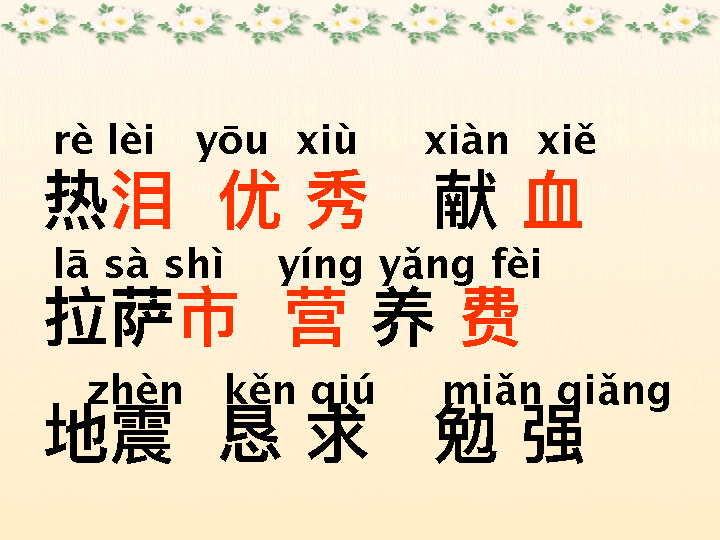 rè lèi yōu xiù xiàn xiě
热泪 优 秀 献 血
lā sà shì yíng yǎng fèi
拉萨市 营 养 费
zhèn kěn qiú miǎn qiǎng
地震 恳 求 勉 强